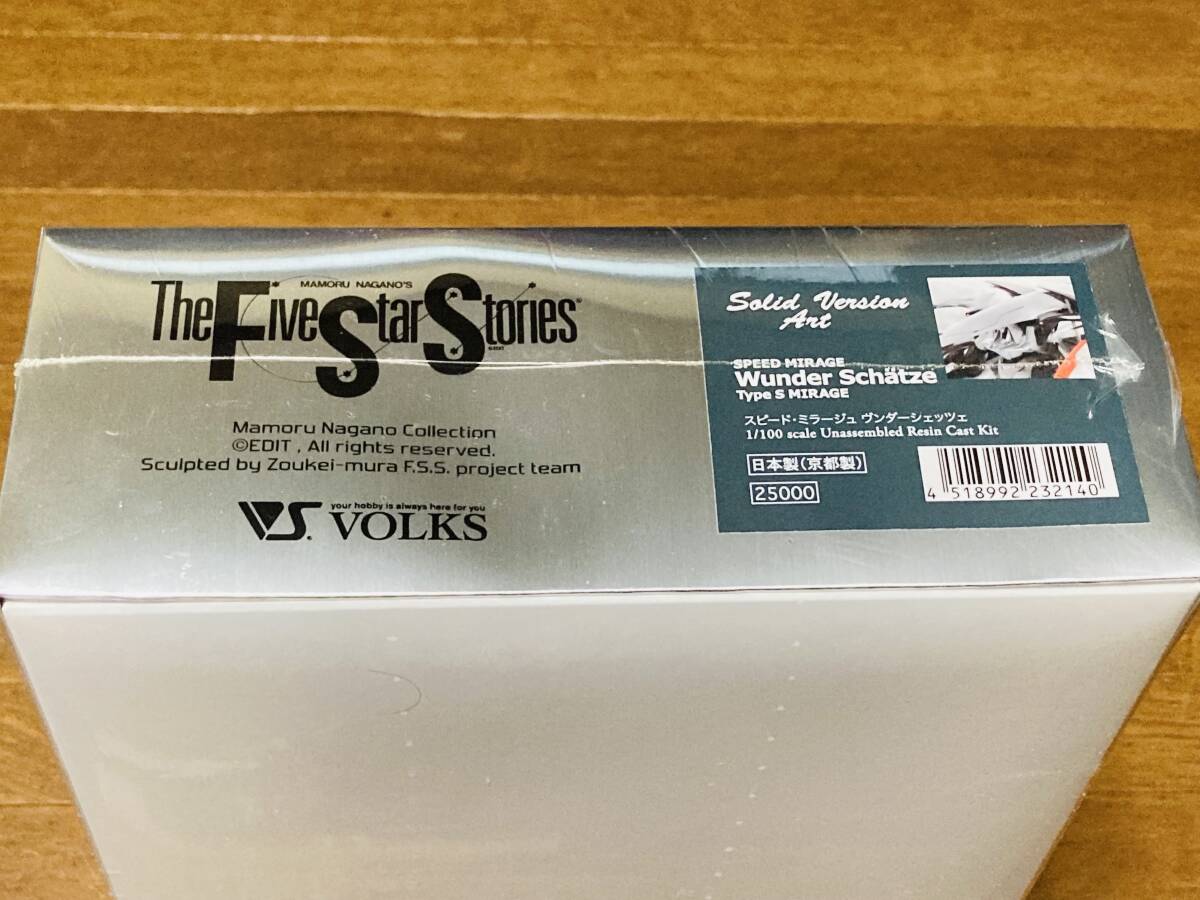 MAMORU NAGANO'S
The Five Star Stories®
©EDIT
Mamoru Nagano Collection
©EDIT , All rights reserved.
Sculpted by Zoukei-mura F.S.S. project team
VS. your hobby is always here for you
VOLKS
Solid Version
Art
SPEED MIRAGE
Wunder Schätze
Type S MIRAGE
スピード・ミラージュ ヴンダーシェッツェ
1/100 scale Unassembled Resin Cast Kit
日本製(京都製)
25000
4 518992 232140